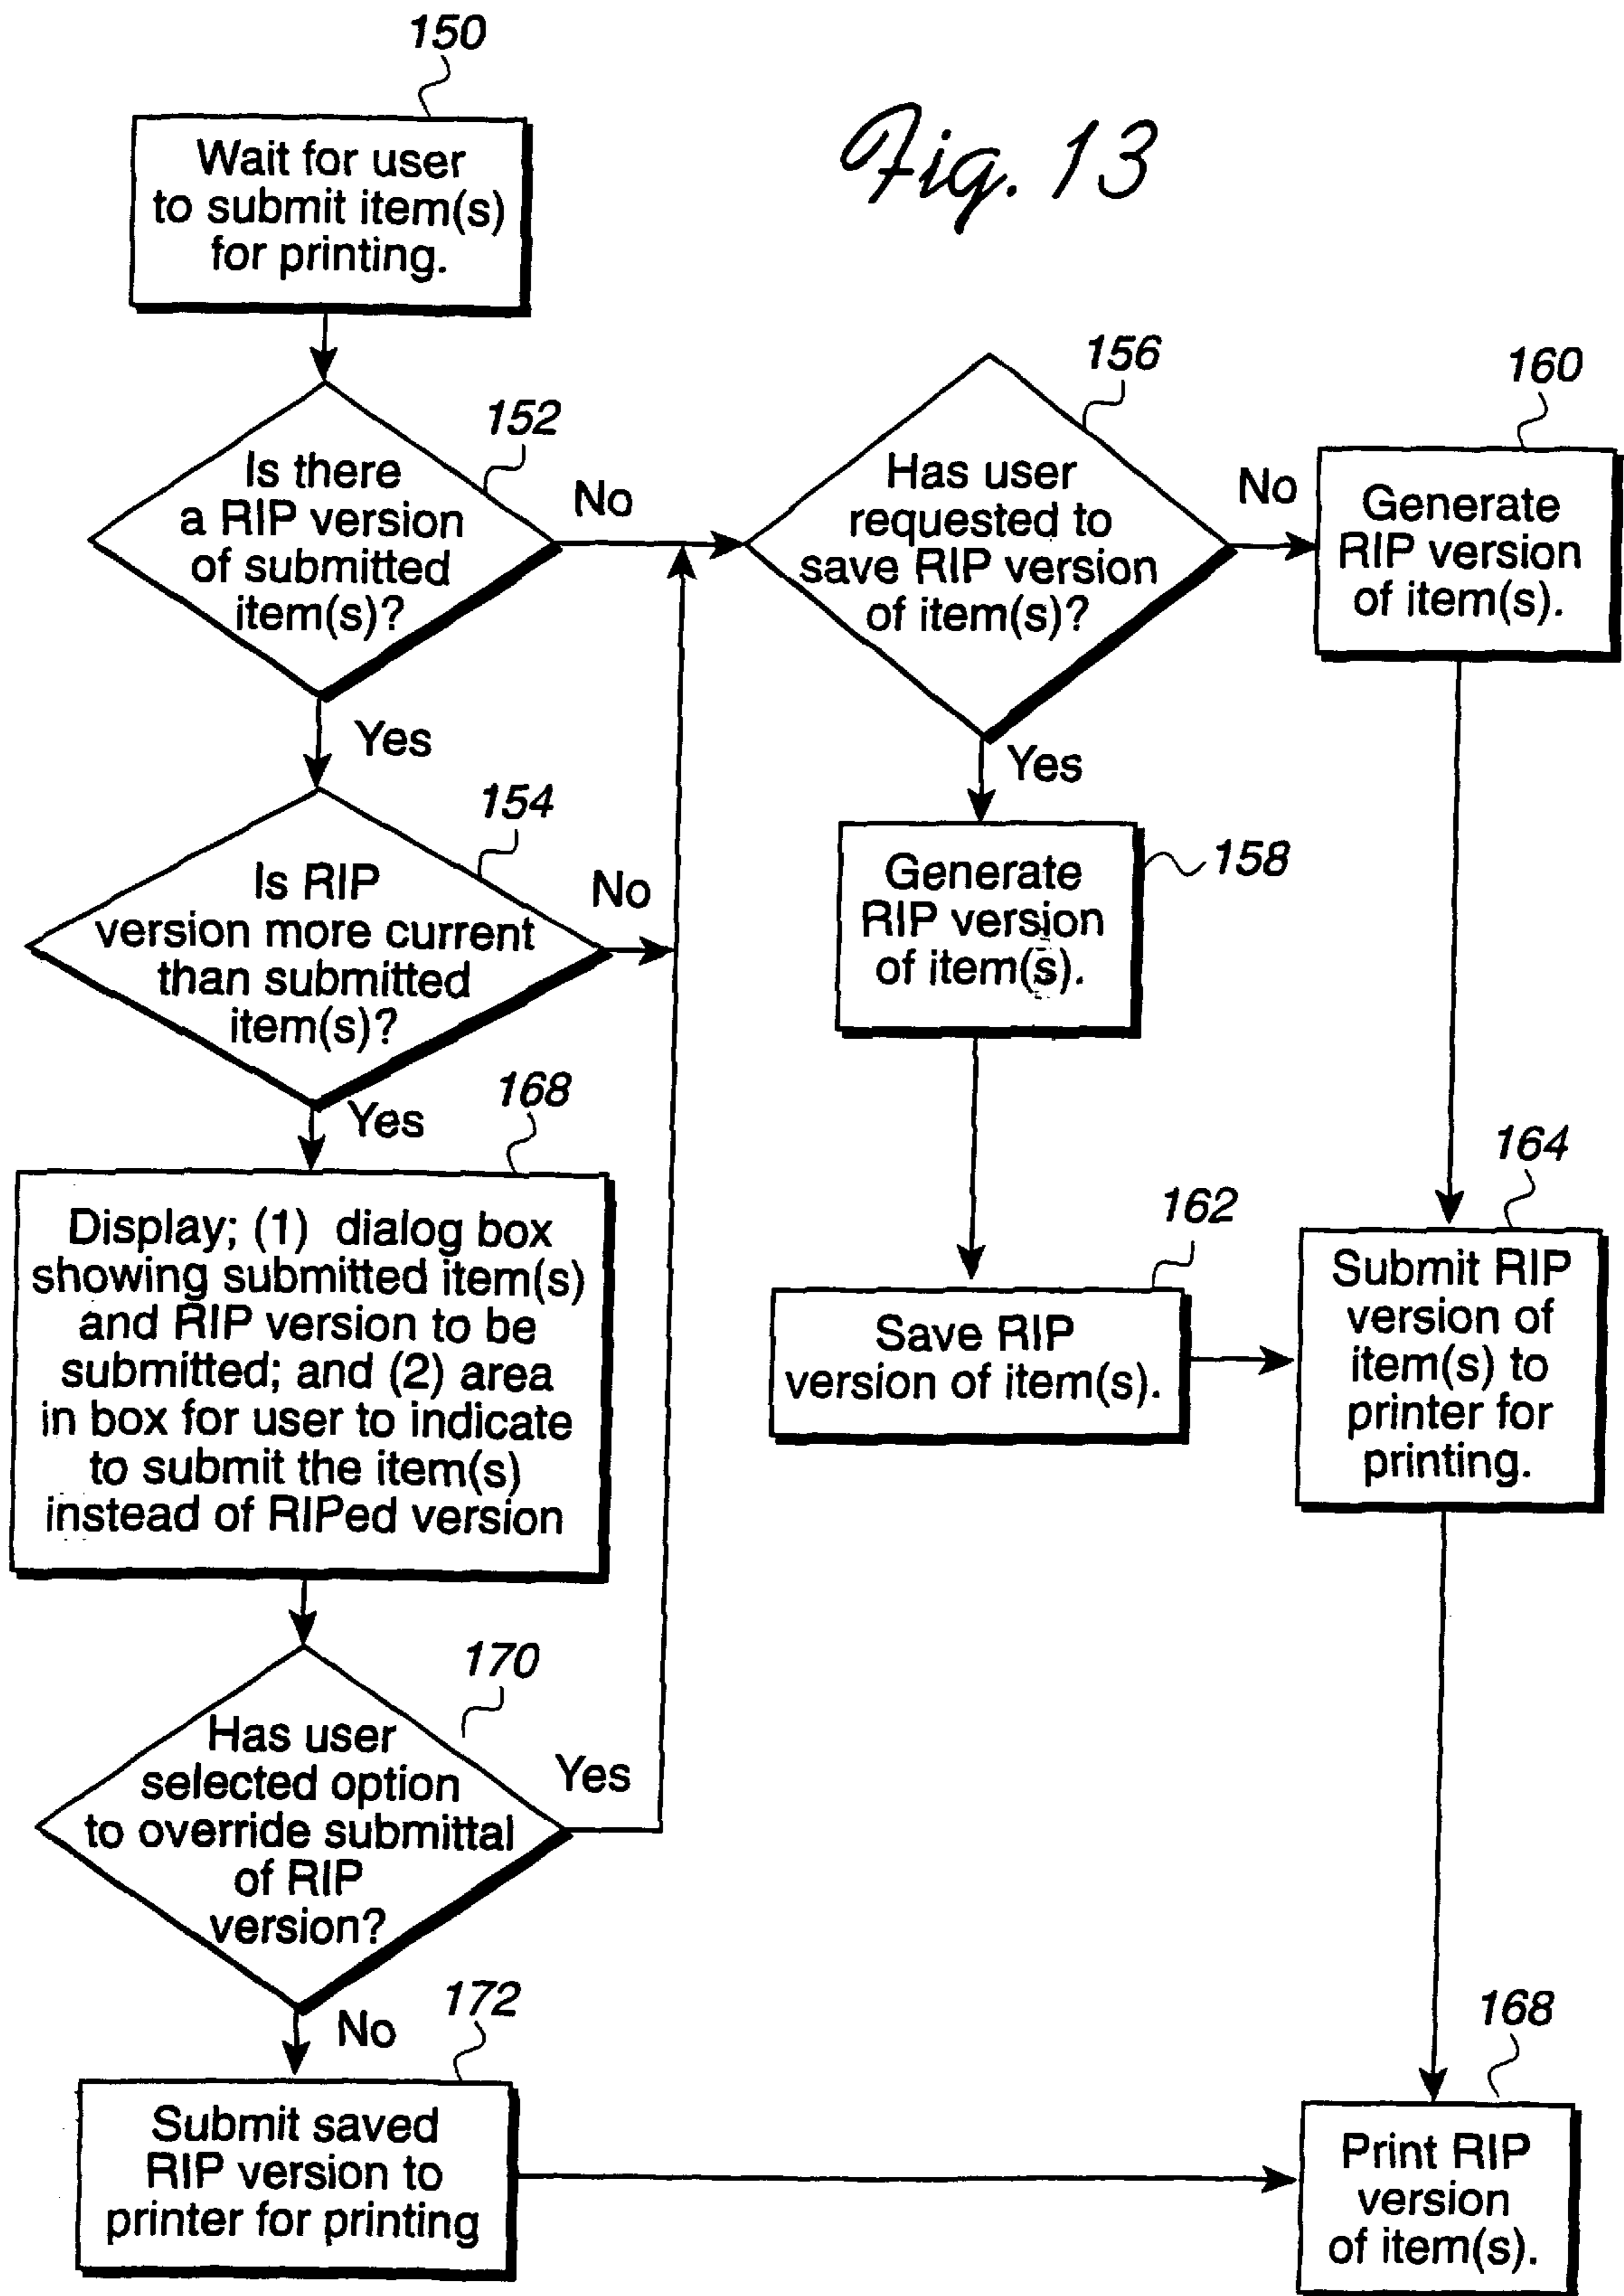 Fig. 13
150
Wait for user
to submit item(s)
for printing.
152
Is there
a RIP version
of submitted
item(s)?
No
Yes
154
Is RIP
version more current
than submitted
item(s)?
No
Yes
168
Display; (1) dialog box
showing submitted item(s)
and RIP version to be
submitted; and (2) area
in box for user to indicate
to submit the item(s)
instead of RIPed version
170
Has user
selected option
to override submittal
of RIP
version?
Yes
No
172
Submit saved
RIP version to
printer for printing
156
Has user
requested to
save RIP version
of item(s)?
No
Yes
158
Generate
RIP version
of item(s).
162
Save RIP
version of item(s).
160
Generate
RIP version
of item(s).
164
Submit RIP
version of
item(s) to
printer for
printing.
168
Print RIP
version
of item(s).